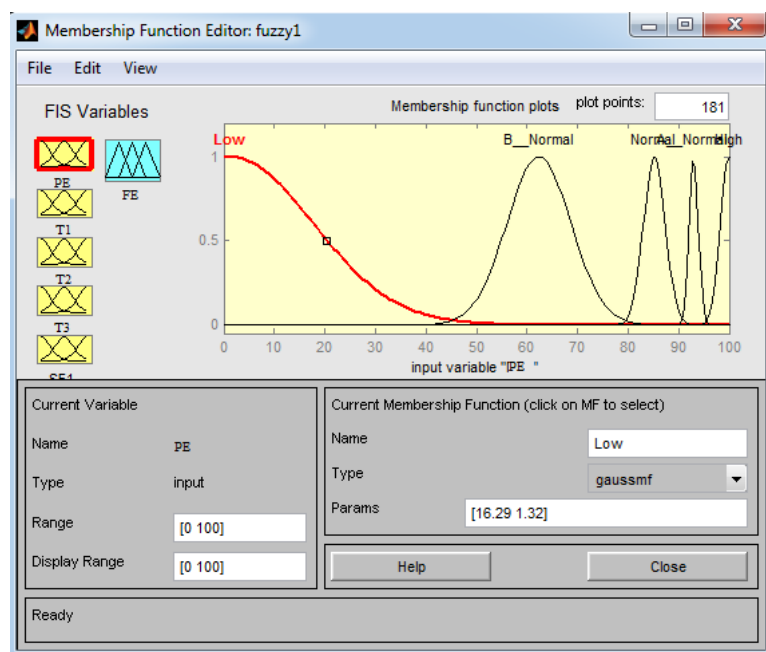 Membership Function Editor: fuzzy1
File Edit View
FIS Variables
Membership function plots plot points: 181
PE
FE
T1
T2
T3
Low B__Normal Normal A__Normal High
1
0.5
0
0 10 20 30 40 50 60 70 80 90 100
input variable "PE "
Current Variable
Name PE
Type input
Range [0 100]
Display Range [0 100]
Current Membership Function (click on MF to select)
Name Low
Type gaussmf
Params [16.29 1.32]
Help Close
Ready